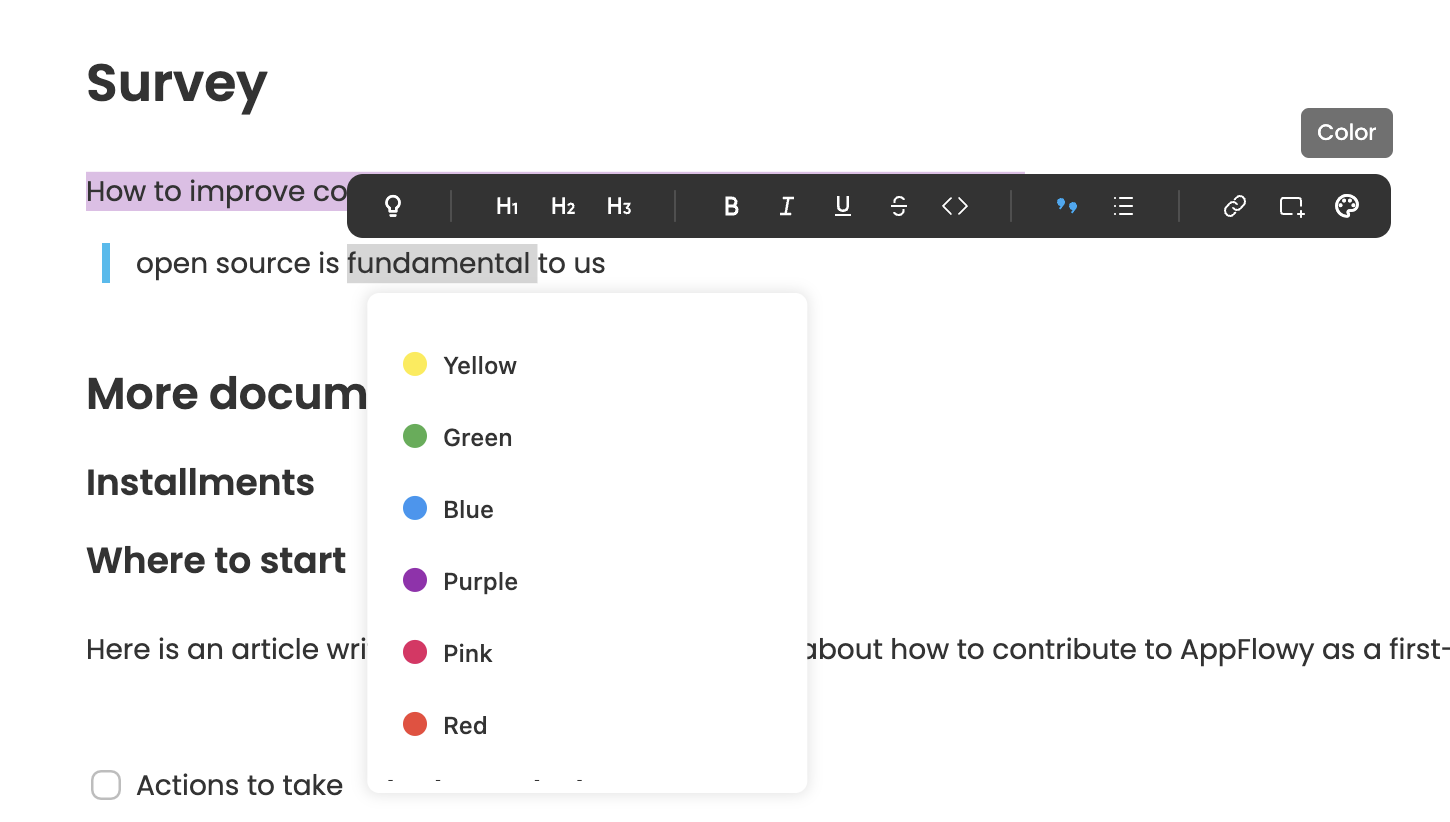 Survey
Color
How to improve co
H1 H2 H3 B I U S <>
open source is fundamental to us
Yellow
More docum
Green
Installments
Blue
Where to start
Purple
Here is an article wri
about how to contribute to AppFlowy as a first-
Pink
Red
Actions to take